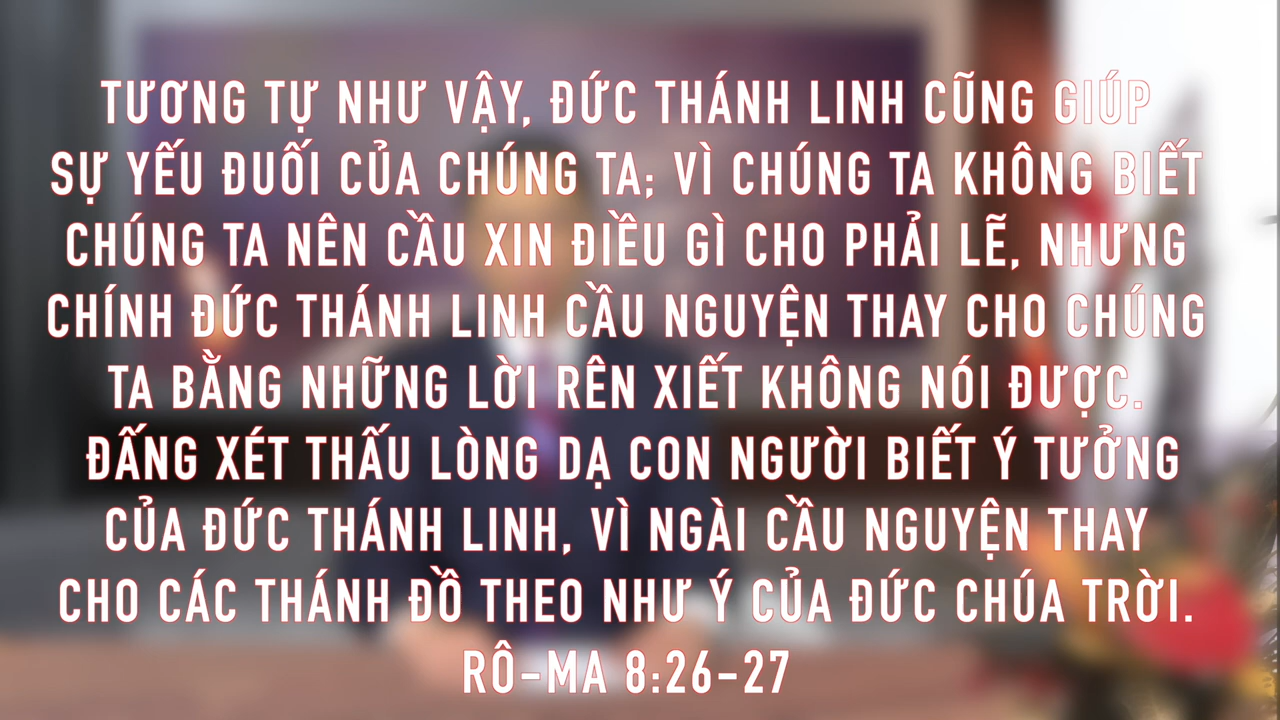 TƯƠNG TỰ NHƯ VẬY, ĐỨC THÁNH LINH CŨNG GIÚP
SỰ YẾU ĐUỐI CỦA CHÚNG TA; VÌ CHÚNG TA KHÔNG BIẾT
CHÚNG TA NÊN CẦU XIN ĐIỀU GÌ CHO PHẢI LẼ, NHƯNG
CHÍNH ĐỨC THÁNH LINH CẦU NGUYỆN THAY CHO CHÚNG
TA BẰNG NHỮNG LỜI RÊN XIẾT KHÔNG NÓI ĐƯỢC.
ĐẤNG XÉT THẤU LÒNG DẠ CON NGƯỜI BIẾT Ý TƯỞNG
CỦA ĐỨC THÁNH LINH, VÌ NGÀI CẦU NGUYỆN THAY
CHO CÁC THÁNH ĐỒ THEO NHƯ Ý CỦA ĐỨC CHÚA TRỜI.
RÔ-MA 8:26-27